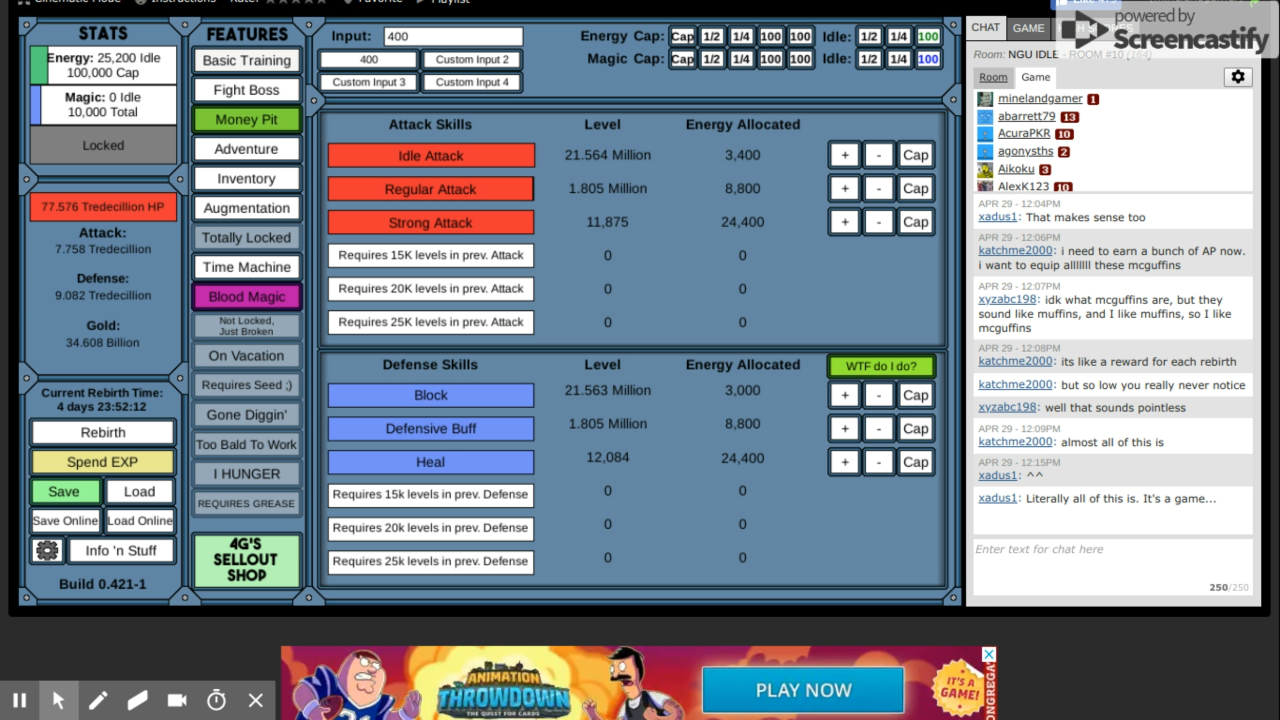 Cinematic Mode
Instructions
Rate:
Favorite
Playlist
powered by
Screencastify
STATS
Energy: 25,200 Idle
100,000 Cap
Magic: 0 Idle
10,000 Total
Locked
77.576 Tredecillion HP
Attack:
7.758 Tredecillion
Defense:
9.082 Tredecillion
Gold:
34.608 Billion
Current Rebirth Time:
4 days 23:52:12
Rebirth
Spend EXP
Save Load
Save Online Load Online
Info 'n Stuff
Build 0.421-1
FEATURES
Basic Training
Fight Boss
Money Pit
Adventure
Inventory
Augmentation
Totally Locked
Time Machine
Blood Magic
Not Locked,
Just Broken
On Vacation
Requires Seed ;)
Gone Diggin'
Too Bald To Work
I HUNGER
REQUIRES GREASE
4G'S
SELLOUT
SHOP
Input: 400
400 Custom Input 2
Custom Input 3 Custom Input 4
Energy Cap: Cap 1/2 1/4 100 100 Idle: 1/2 1/4 100
Magic Cap: Cap 1/2 1/4 100 100 Idle: 1/2 1/4 100
Attack Skills Level Energy Allocated
Idle Attack 21.564 Million 3,400 + - Cap
Regular Attack 1.805 Million 8,800 + - Cap
Strong Attack 11,875 24,400 + - Cap
Requires 15K levels in prev. Attack 0 0
Requires 20K levels in prev. Attack 0 0
Requires 25K levels in prev. Attack 0 0
Defense Skills Level Energy Allocated WTF do I do?
Block 21.563 Million 3,000 + - Cap
Defensive Buff 1.805 Million 8,800 + - Cap
Heal 12,084 24,400 + - Cap
Requires 15k levels in prev. Defense 0 0
Requires 20k levels in prev. Defense 0 0
Requires 25k levels in prev. Defense 0 0
CHAT GAME
Room: NGU IDLE - ROOM #10
Room Game
minelandgamer 1
abarrett79 13
AcuraPKR 10
agonysths 2
Aikoku 3
AlexK123 10
APR 29 - 12:04PM
xadus1: That makes sense too
APR 29 - 12:06PM
katchme2000: i need to earn a bunch of AP now.
i want to equip allllll these mcguffins
APR 29 - 12:07PM
xyzabc198: idk what mcguffins are, but they
sound like muffins, and I like muffins, so I like
mcguffins
APR 29 - 12:08PM
katchme2000: its like a reward for each rebirth
katchme2000: but so low you really never notice
xyzabc198: well that sounds pointless
APR 29 - 12:09PM
katchme2000: almost all of this is
APR 29 - 12:15PM
xadus1: ^^
xadus1: Literally all of this is. It's a game...
Enter text for chat here
250/250
ANIMATION
THROWDOWN
THE QUEST FOR CARDS
PLAY NOW
IT'S A
GAME!